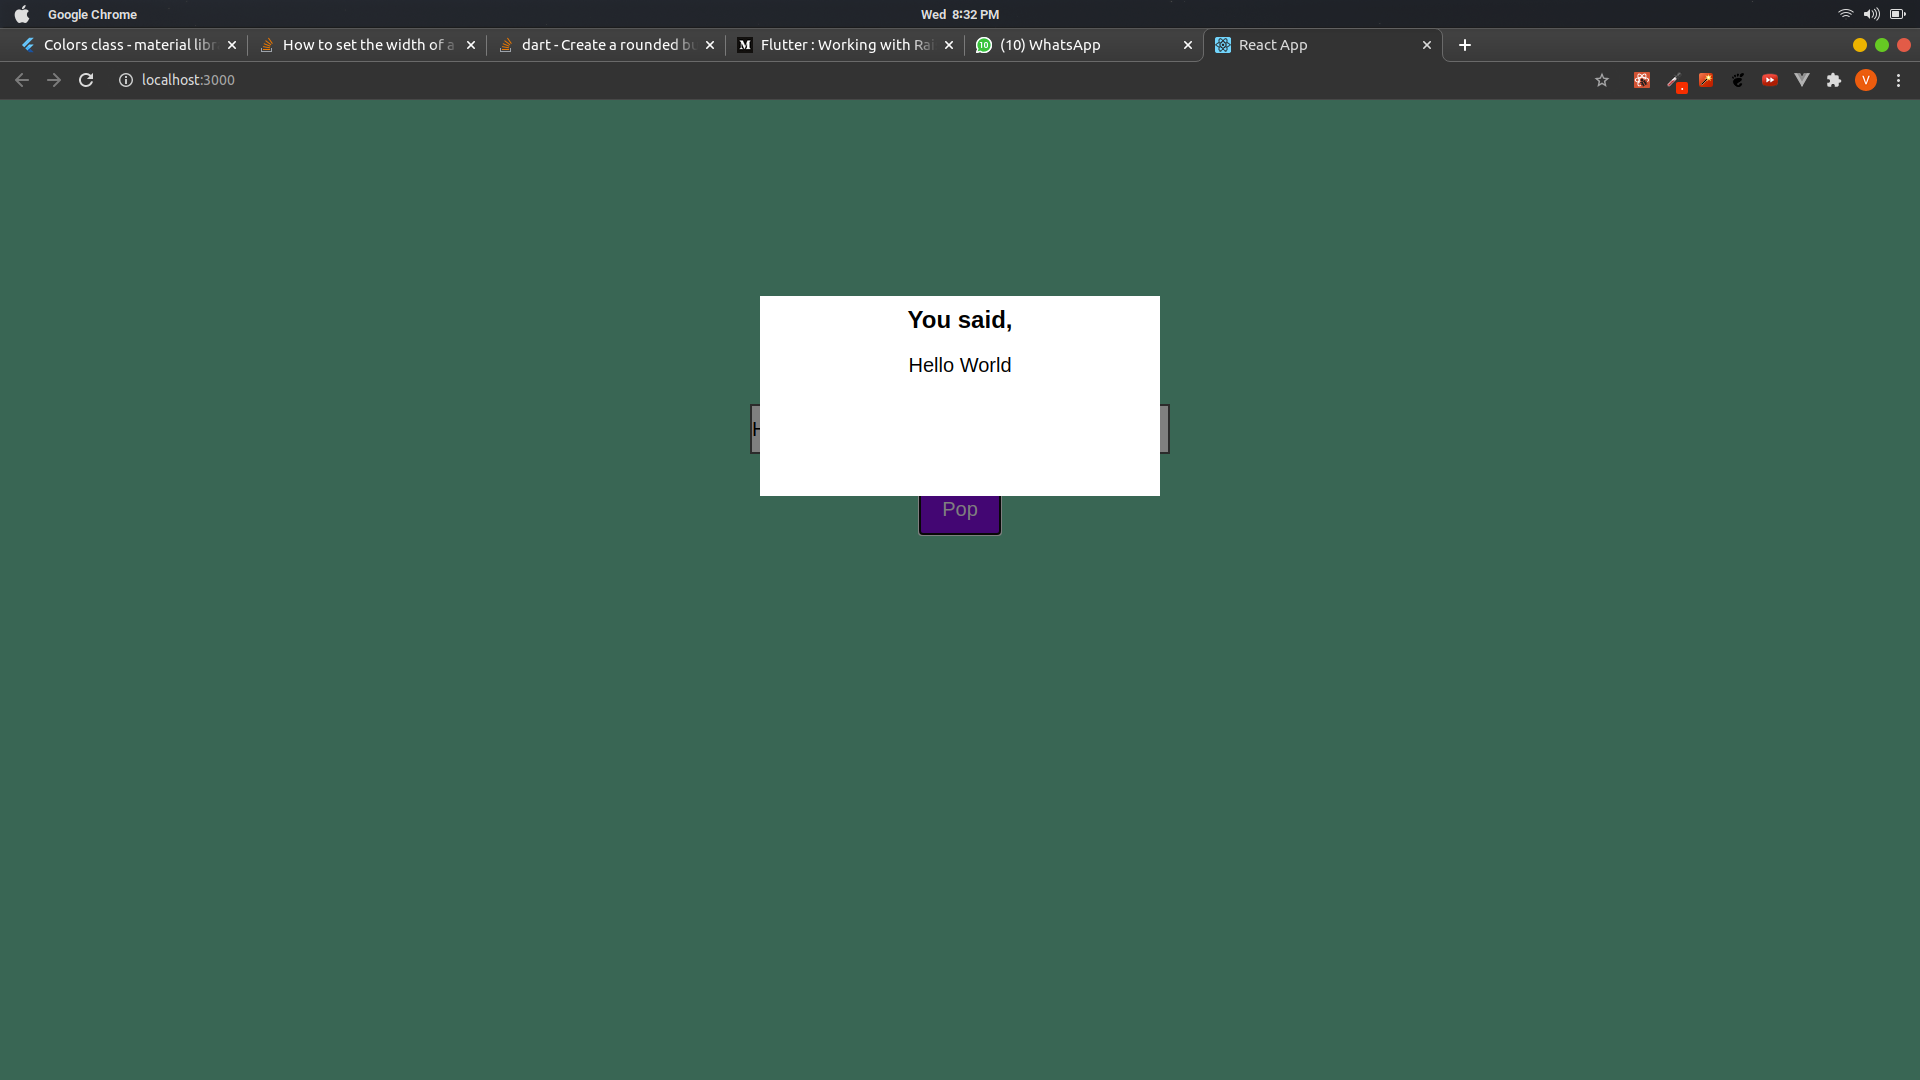 Google Chrome
Wed 8:32 PM
Colors class - material libr
How to set the width of a
dart - Create a rounded bu
Flutter : Working with Rai
(10) WhatsApp
React App
localhost:3000
V
You said,
Hello World
H
Pop